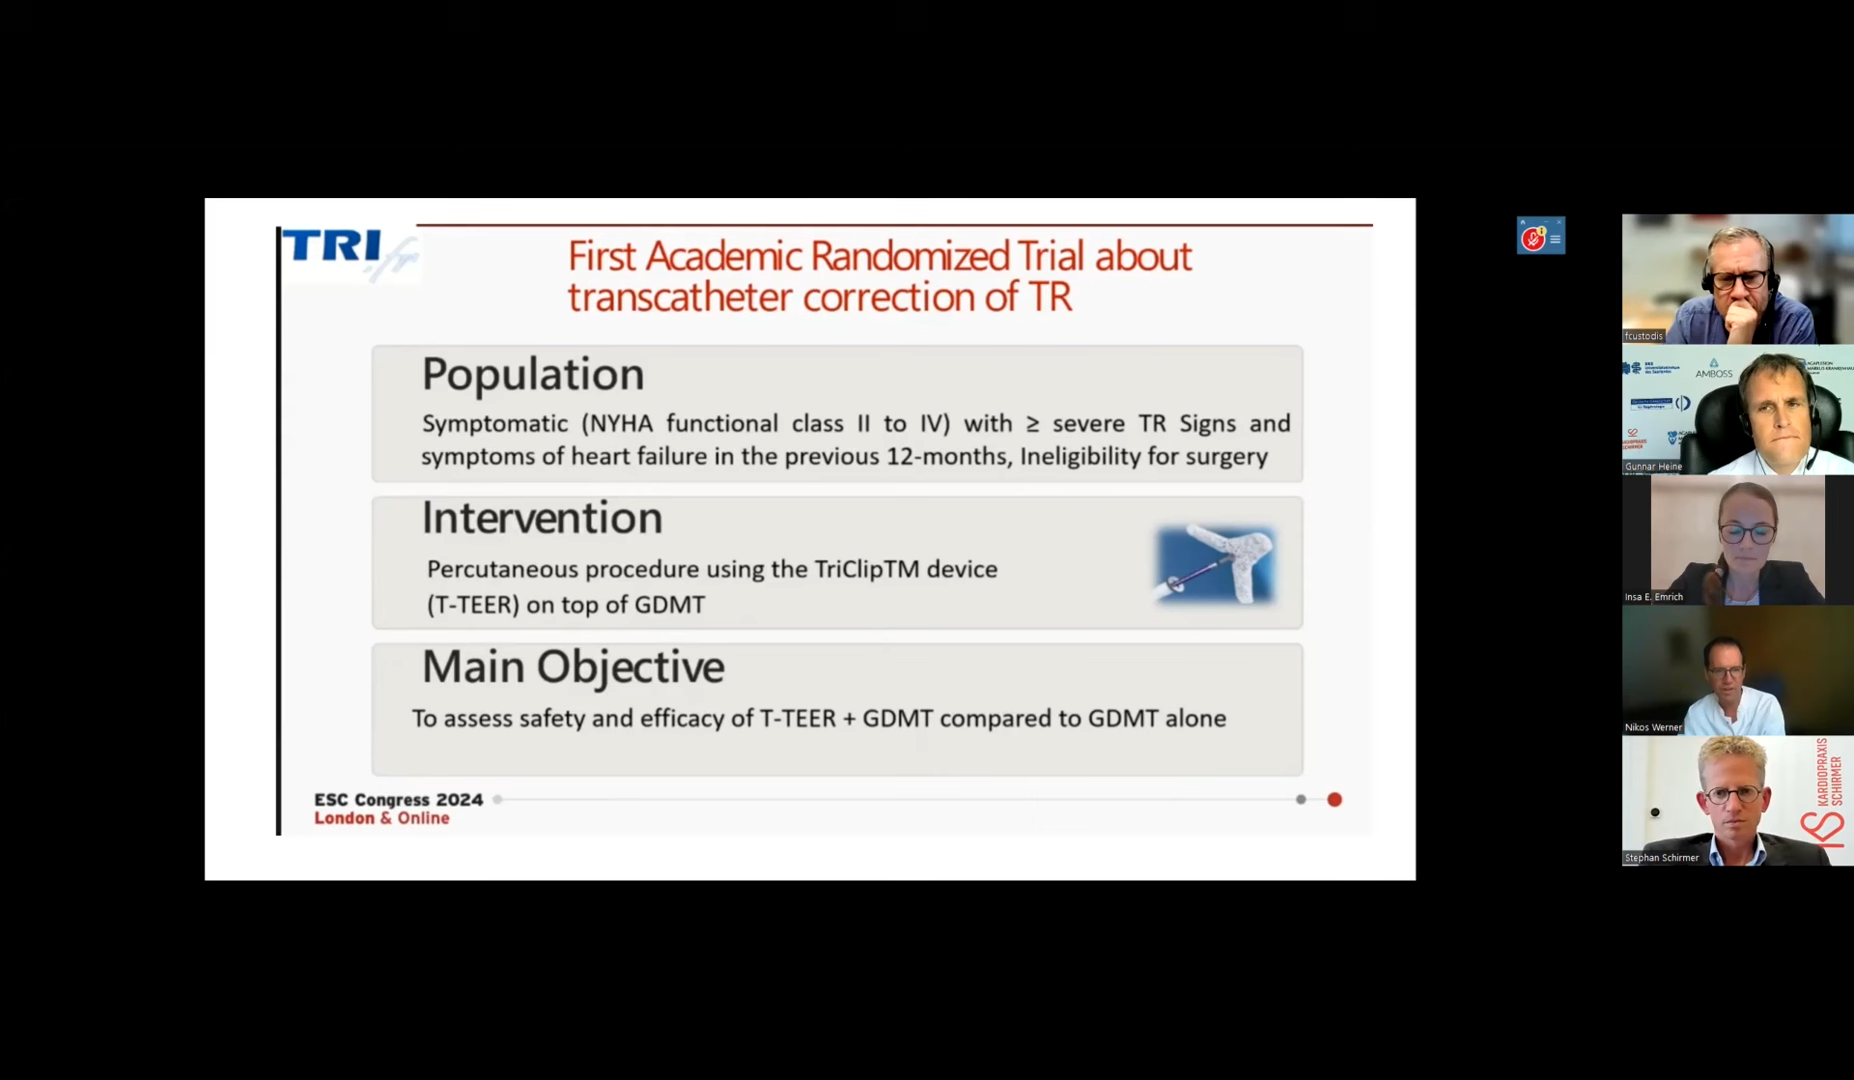 TRI.fr
First Academic Randomized Trial about
transcatheter correction of TR
Population
Symptomatic (NYHA functional class II to IV) with ≥ severe TR Signs and
symptoms of heart failure in the previous 12-months, Ineligibility for surgery
Intervention
Percutaneous procedure using the TriClipTM device
(T-TEER) on top of GDMT
Main Objective
To assess safety and efficacy of T-TEER + GDMT compared to GDMT alone
ESC Congress 2024
London & Online
fcustodis
AMBOSS
Gunnar Heine
Insa E. Emrich
Nikos Werner
KARDIOPRAXIS
SCHIRMER
Stephan Schirmer